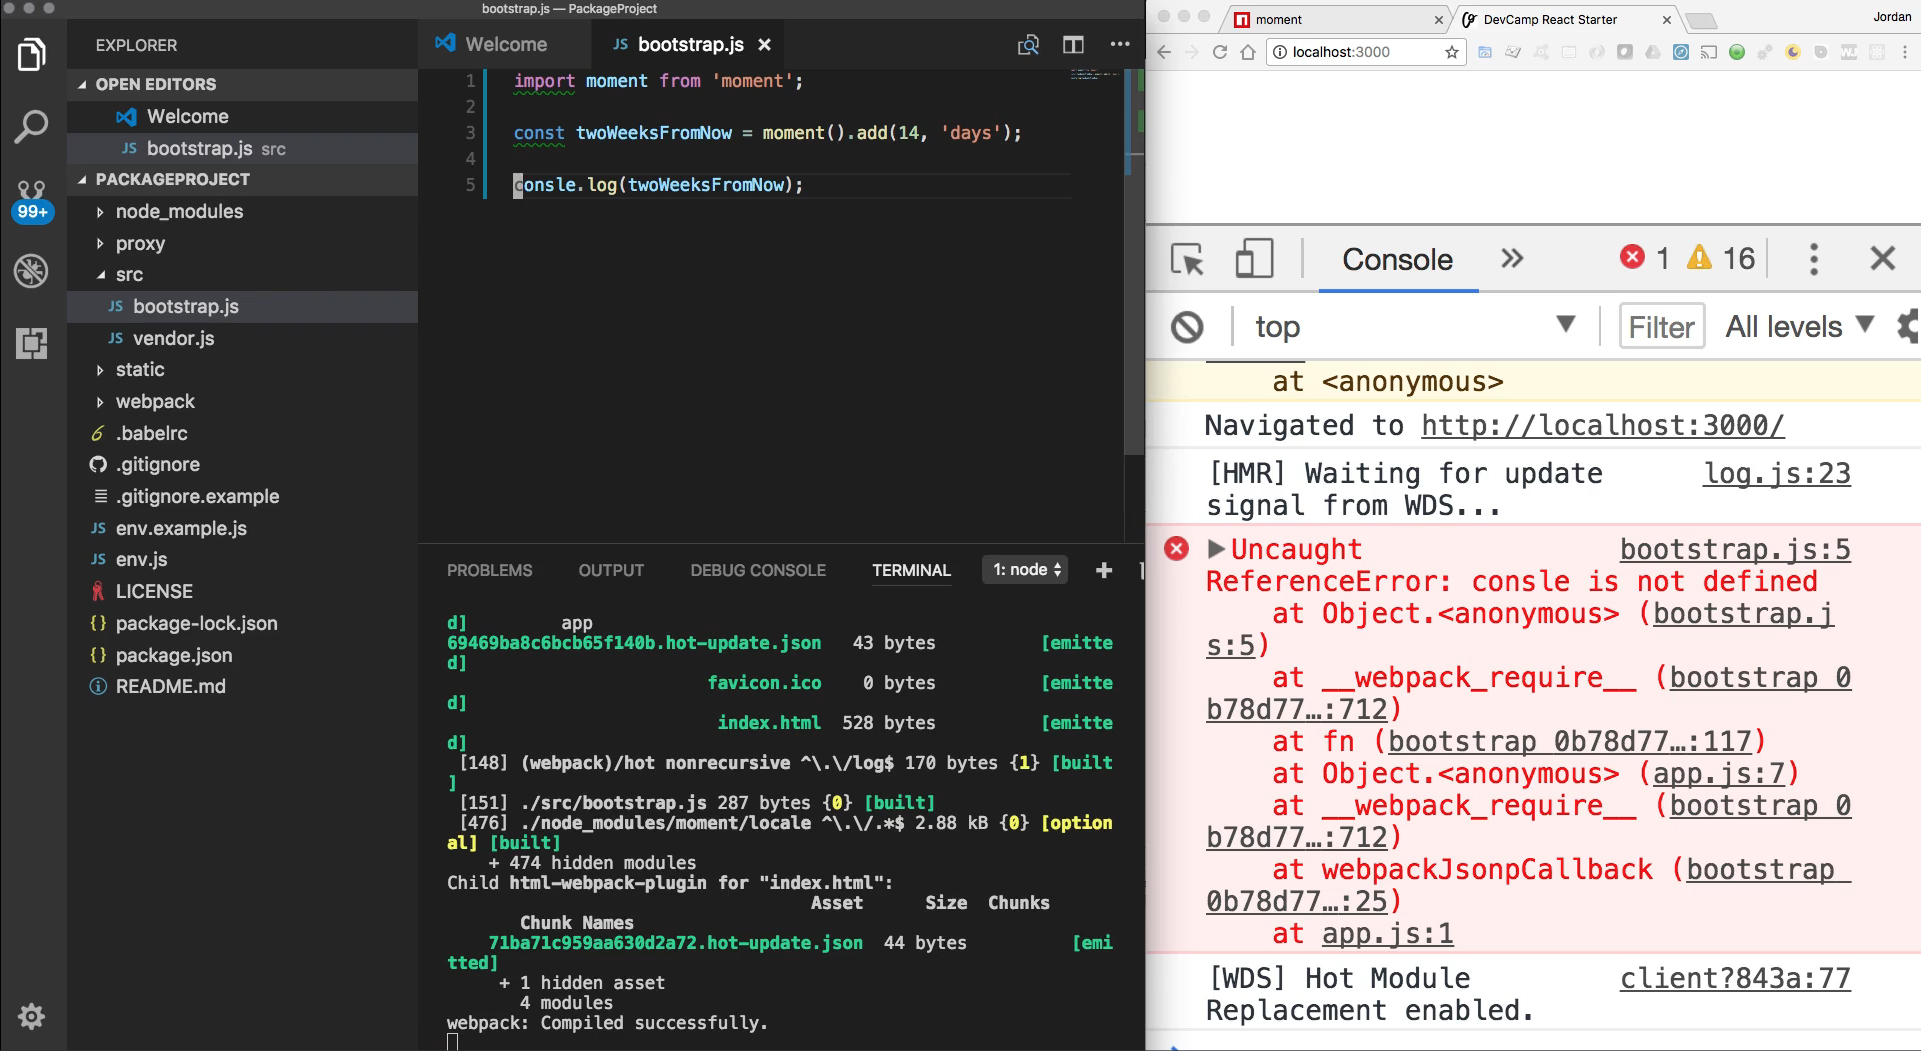 bootstrap.js — PackageProject
EXPLORER
OPEN EDITORS
Welcome
JS bootstrap.js src
PACKAGEPROJECT
99+
node_modules
proxy
src
JS bootstrap.js
JS vendor.js
static
webpack
.babelrc
.gitignore
.gitignore.example
JS env.example.js
JS env.js
LICENSE
{} package-lock.json
{} package.json
README.md
Welcome
JS bootstrap.js
1 import moment from 'moment';
2
3 const twoWeeksFromNow = moment().add(14, 'days');
4
5 consle.log(twoWeeksFromNow);
PROBLEMS OUTPUT DEBUG CONSOLE TERMINAL 1: node
d] app
69469ba8c6bcb65f140b.hot-update.json 43 bytes [emitte
d]
favicon.ico 0 bytes [emitte
d]
index.html 528 bytes [emitte
d]
[148] (webpack)/hot nonrecursive ^\.\/log$ 170 bytes {1} [built
]
[151] ./src/bootstrap.js 287 bytes {0} [built]
[476] ./node_modules/moment/locale ^\.\/.*$ 2.88 kB {0} [option
al] [built]
+ 474 hidden modules
Child html-webpack-plugin for "index.html":
Asset Size Chunks
Chunk Names
71ba71c959aa630d2a72.hot-update.json 44 bytes [emi
tted]
+ 1 hidden asset
4 modules
webpack: Compiled successfully.
moment
DevCamp React Starter
Jordan
localhost:3000
Console
1
16
top
Filter
All levels
at <anonymous>
Navigated to http://localhost:3000/
[HMR] Waiting for update log.js:23
signal from WDS...
Uncaught bootstrap.js:5
ReferenceError: consle is not defined
at Object.<anonymous> (bootstrap.j
s:5)
at __webpack_require__ (bootstrap 0
b78d77…:712)
at fn (bootstrap 0b78d77…:117)
at Object.<anonymous> (app.js:7)
at __webpack_require__ (bootstrap 0
b78d77…:712)
at webpackJsonpCallback (bootstrap
0b78d77…:25)
at app.js:1
[WDS] Hot Module client?843a:77
Replacement enabled.